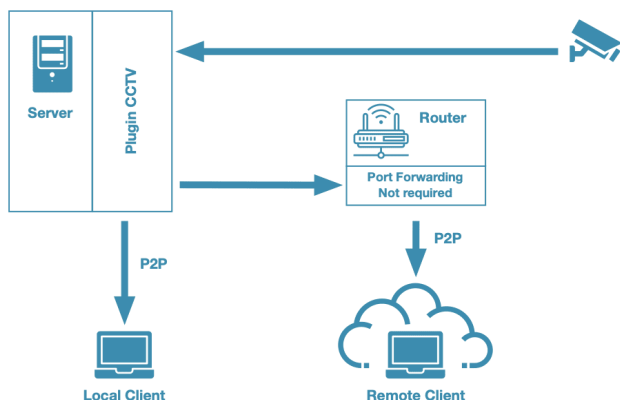 Server
Plugin CCTV
Router
Port Forwarding
Not required
P2P
P2P
Local Client
Remote Client